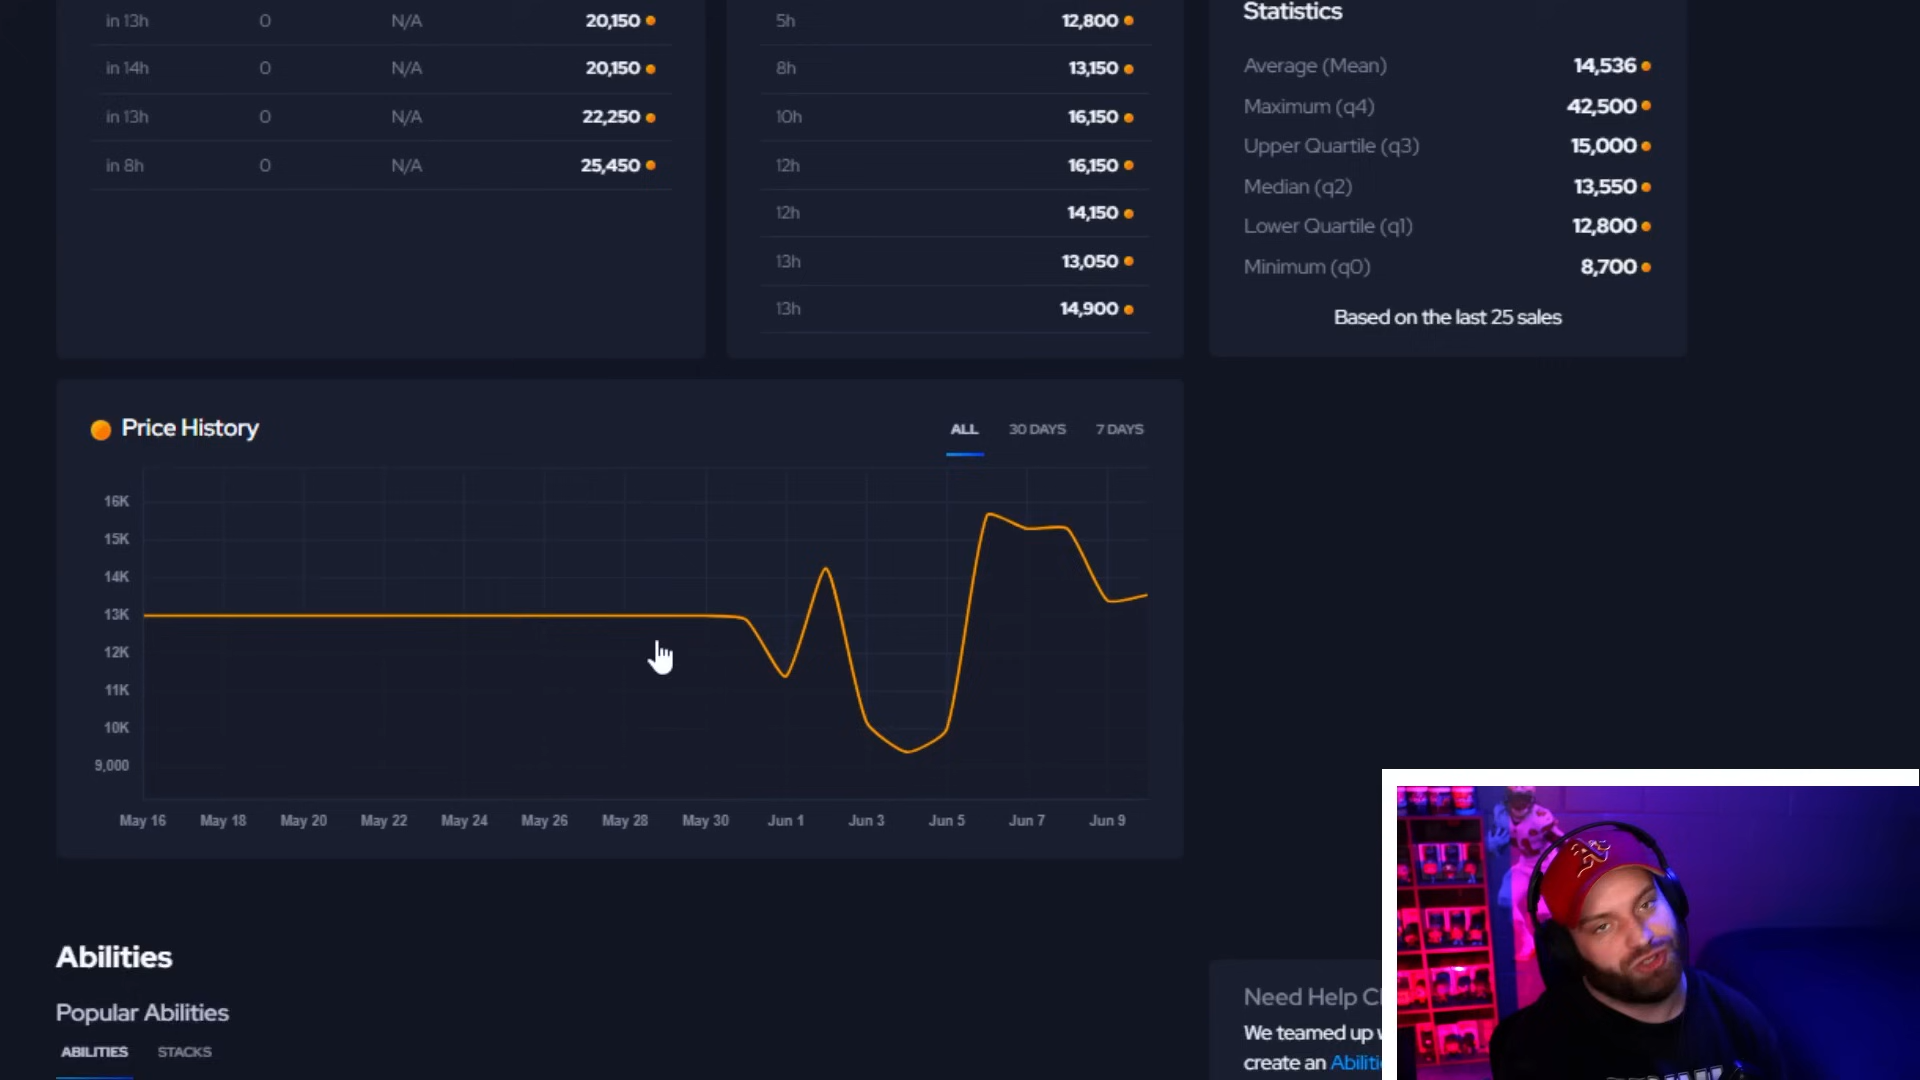 in 13h 0 N/A 20,150
in 14h 0 N/A 20,150
in 13h 0 N/A 22,250
in 8h 0 N/A 25,450
5h 12,800
8h 13,150
10h 16,150
12h 16,150
12h 14,150
13h 13,050
13h 14,900
Statistics
Average (Mean) 14,536
Maximum (q4) 42,500
Upper Quartile (q3) 15,000
Median (q2) 13,550
Lower Quartile (q1) 12,800
Minimum (q0) 8,700
Based on the last 25 sales
Price History
ALL 30 DAYS 7 DAYS
16K
15K
14K
13K
12K
11K
10K
9,000
May 16 May 18 May 20 May 22 May 24 May 26 May 28 May 30 Jun 1 Jun 3 Jun 5 Jun 7 Jun 9
Abilities
Popular Abilities
ABILITIES STACKS
Need Help C
We teamed up
create an Abiliti